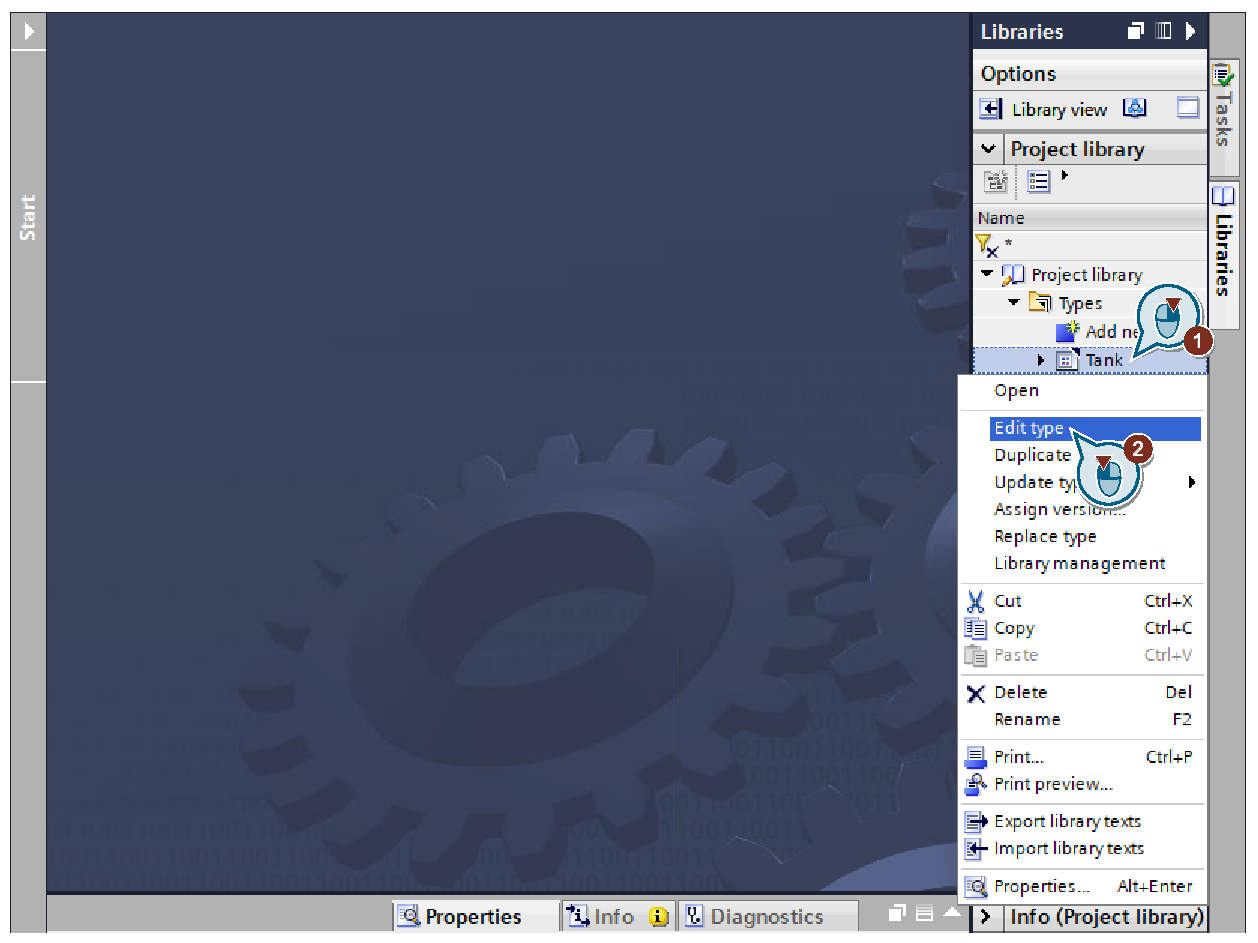 Start
Libraries
Options
Library view
Project library
Name
*
Project library
Types
Add ne
Tank
1
Open
Edit type
2
Duplicate
Update ty
Assign version...
Replace type
Library management
Cut Ctrl+X
Copy Ctrl+C
Paste Ctrl+V
Delete Del
Rename F2
Print... Ctrl+P
Print preview...
Export library texts
Import library texts
Properties... Alt+Enter
Tasks
Libraries
Properties
Info
Diagnostics
Info (Project library)